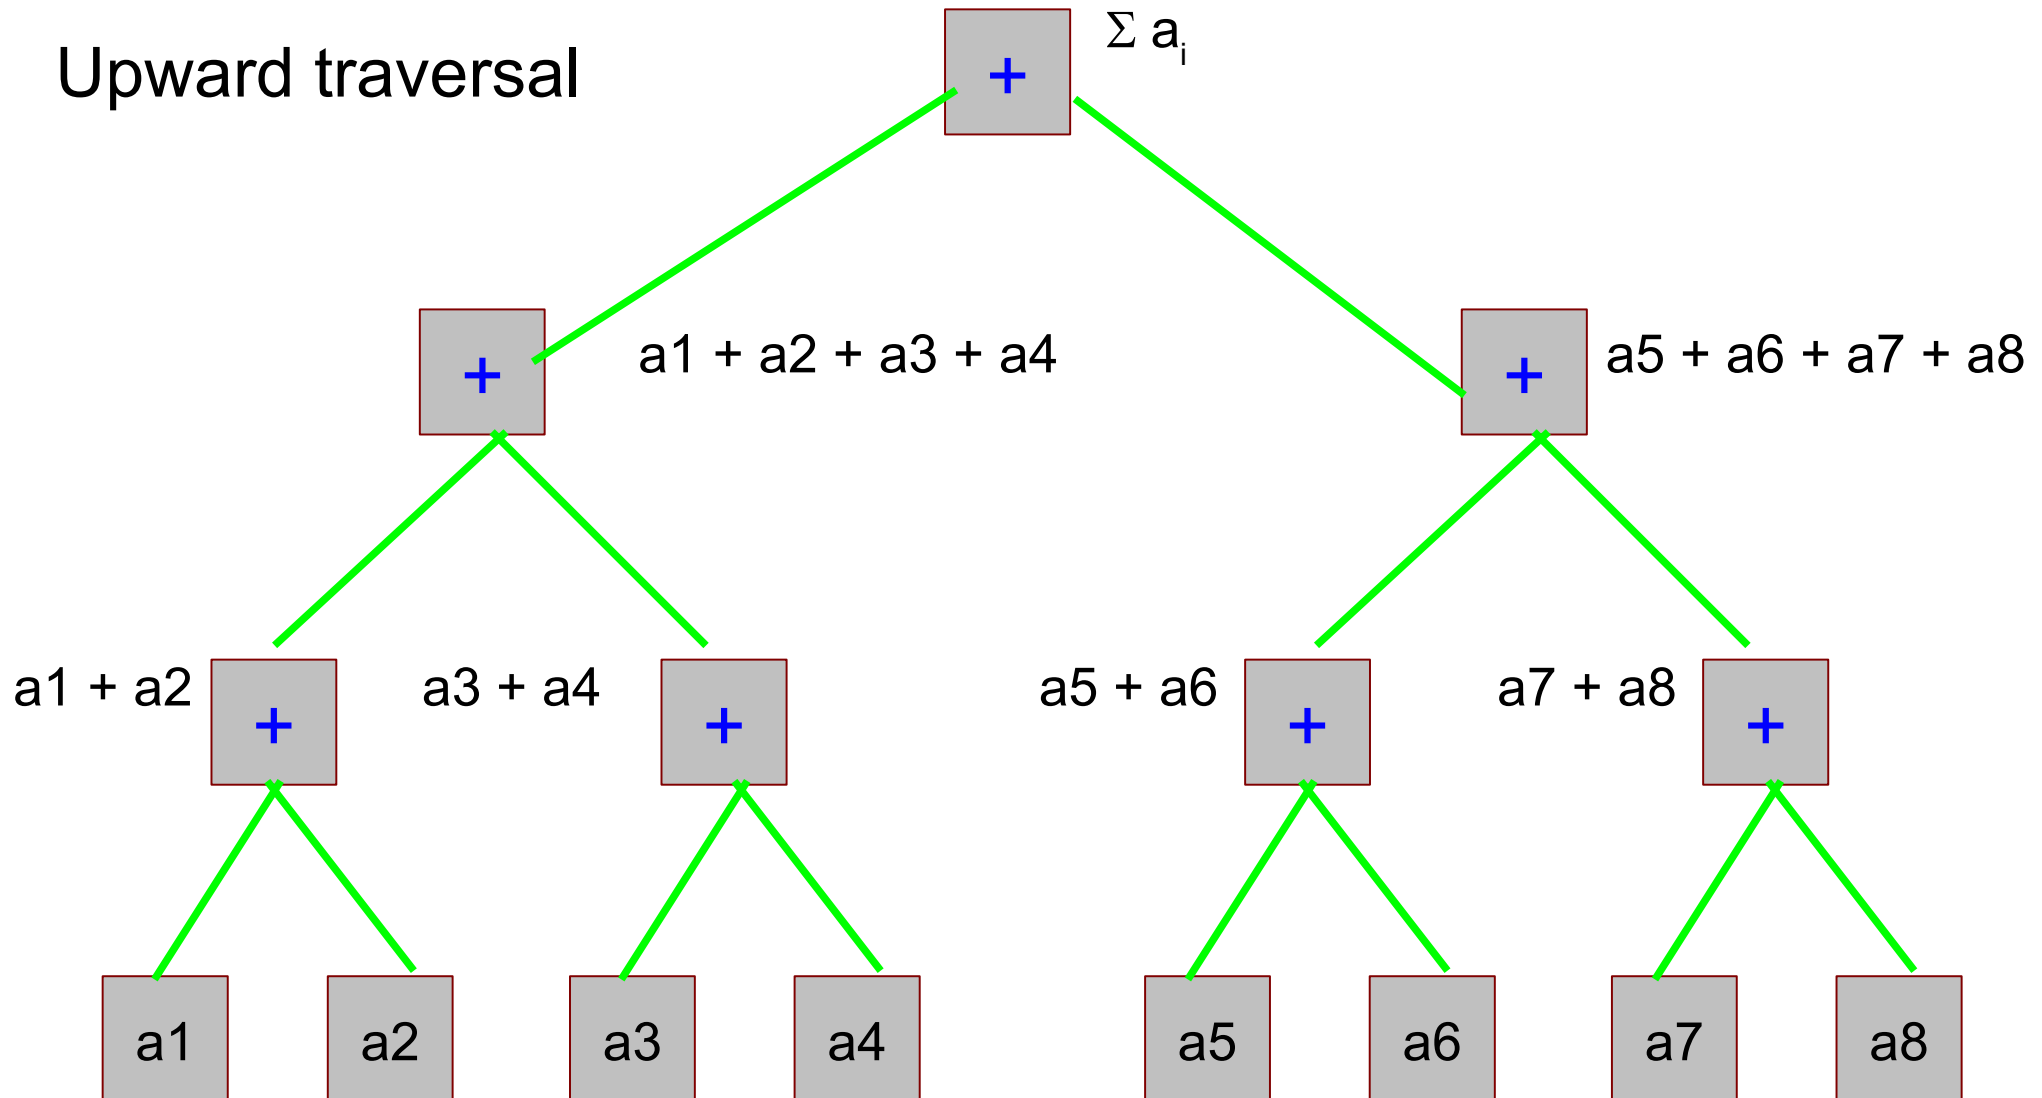 Σ aᵢ
Upward traversal
+
a1 + a2 + a3 + a4
a5 + a6 + a7 + a8
+
+
a1 + a2
a3 + a4
a5 + a6
a7 + a8
+
+
+
+
a1
a2
a3
a4
a5
a6
a7
a8